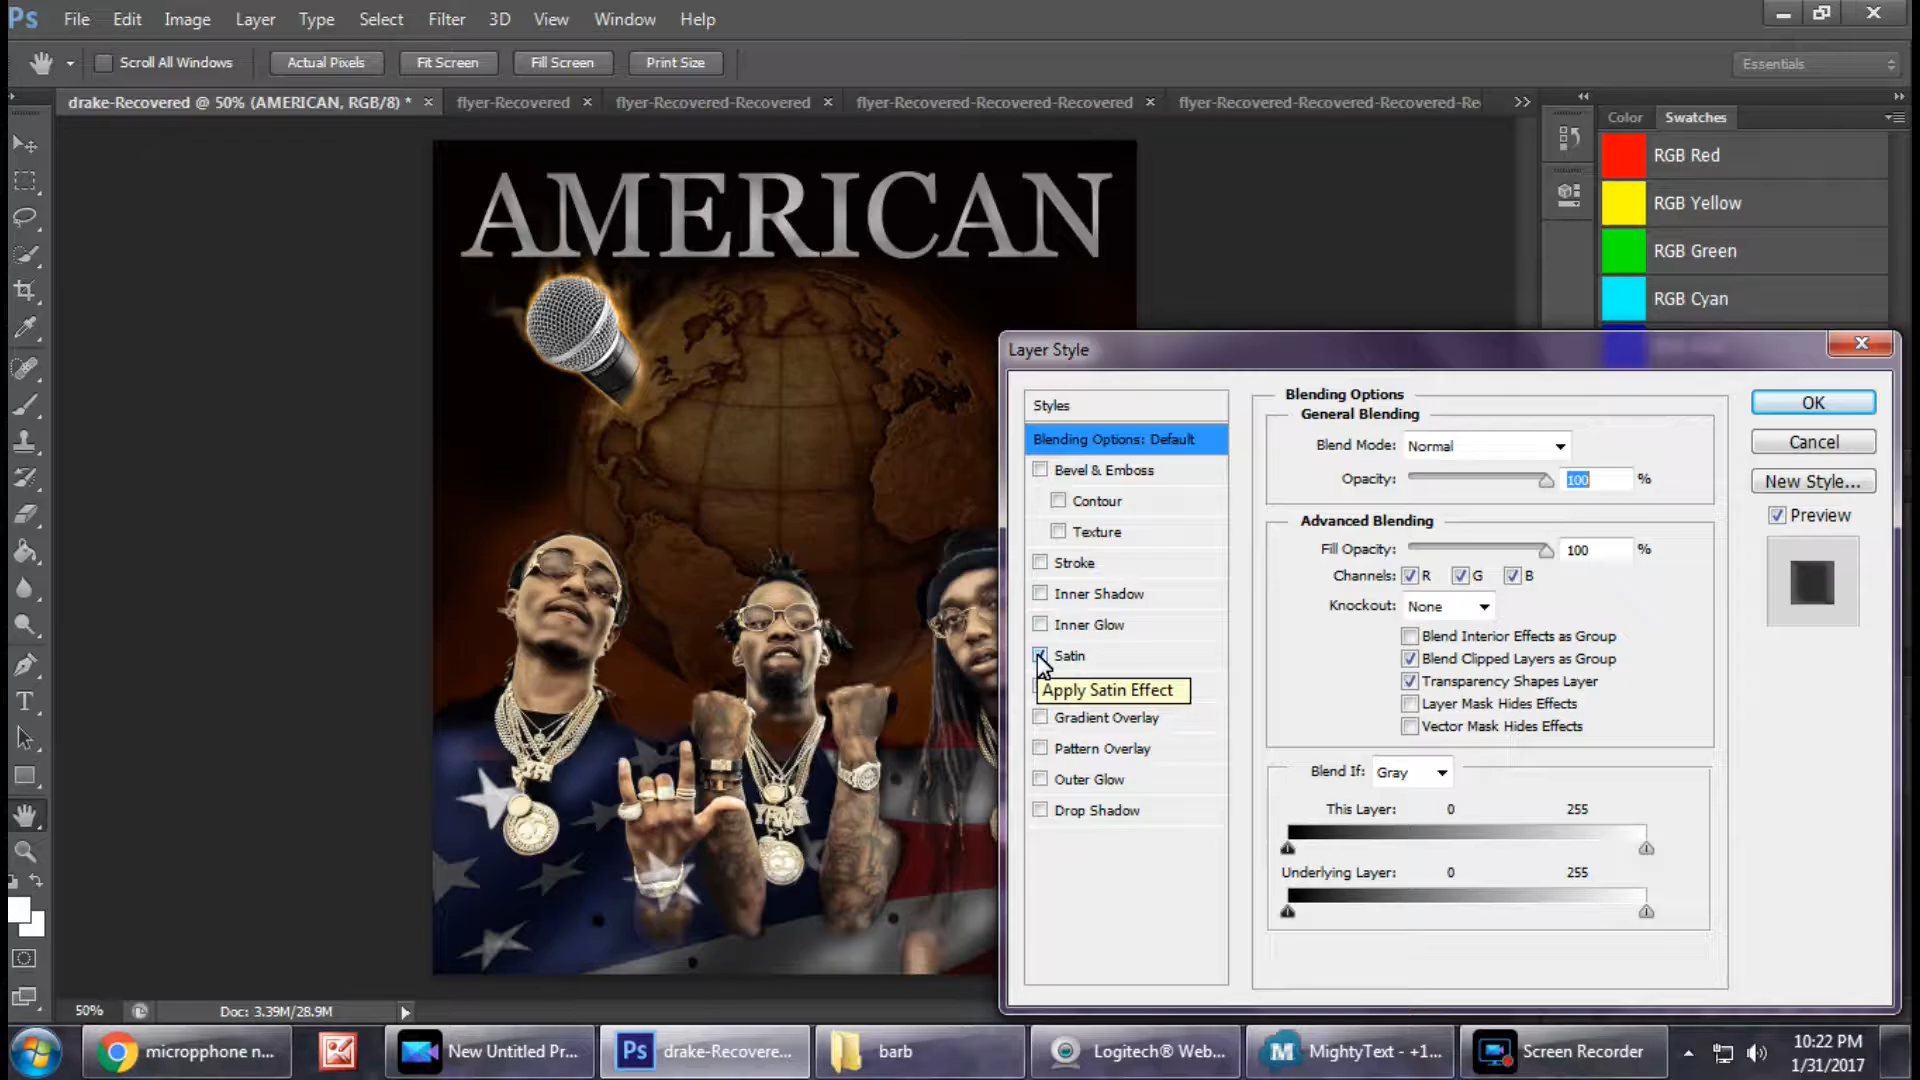 Ps File Edit Image Layer Type Select Filter 3D View Window Help
Scroll All Windows Actual Pixels Fit Screen Fill Screen Print Size Essentials
drake-Recovered @ 50% (AMERICAN, RGB/8) * × flyer-Recovered × flyer-Recovered-Recovered × flyer-Recovered-Recovered-Recovered × flyer-Recovered-Recovered-Recovered-Re
Color Swatches
RGB Red
RGB Yellow
RGB Green
RGB Cyan
AMERICAN
Layer Style
Styles
Blending Options: Default
Bevel & Emboss
Contour
Texture
Stroke
Inner Shadow
Inner Glow
Satin
Apply Satin Effect
Gradient Overlay
Pattern Overlay
Outer Glow
Drop Shadow
Blending Options
General Blending
Blend Mode: Normal
Opacity: 100 %
Advanced Blending
Fill Opacity: 100 %
Channels: R G B
Knockout: None
Blend Interior Effects as Group
Blend Clipped Layers as Group
Transparency Shapes Layer
Layer Mask Hides Effects
Vector Mask Hides Effects
Blend If: Gray
This Layer: 0 255
Underlying Layer: 0 255
OK
Cancel
New Style...
Preview
50% Doc: 3.39M/28.9M
micropphone n... New Untitled Pr... Ps drake-Recovere... barb Logitech® Web... M MightyText - +1... Screen Recorder
10:22 PM
1/31/2017